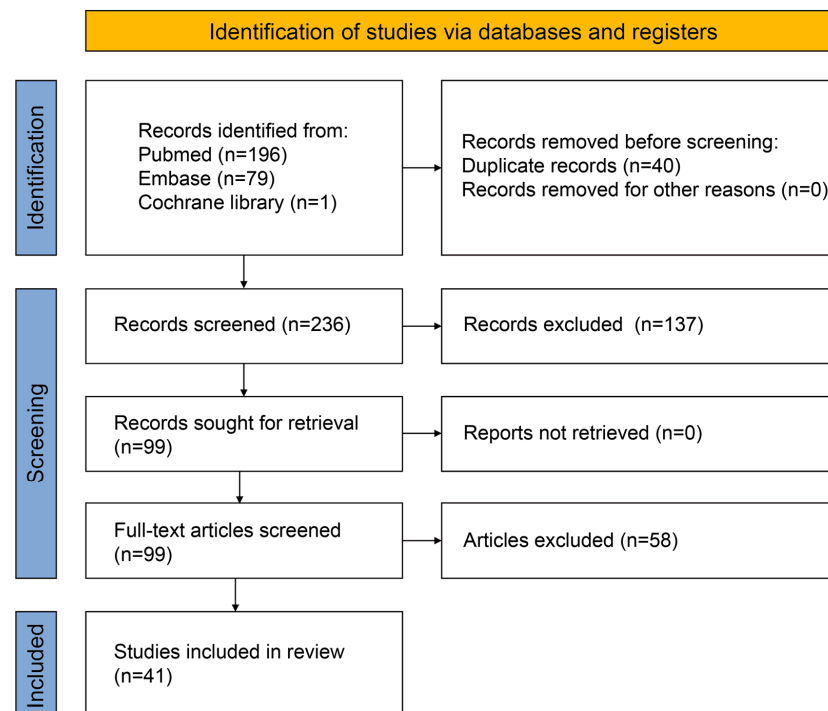 Identification of studies via databases and registers
Identification
Records identified from:
Pubmed (n=196)
Embase (n=79)
Cochrane library (n=1)
Records removed before screening:
Duplicate records (n=40)
Records removed for other reasons (n=0)
Screening
Records screened (n=236)
Records excluded (n=137)
Records sought for retrieval
(n=99)
Reports not retrieved (n=0)
Full-text articles screened
(n=99)
Articles excluded (n=58)
Included
Studies included in review
(n=41)